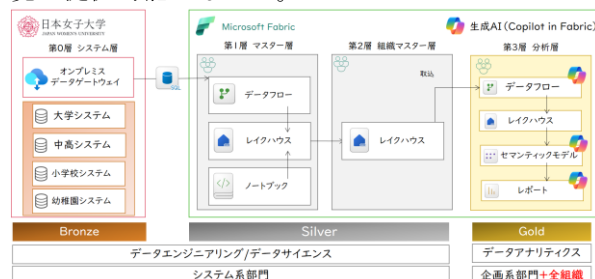 日本女子大学
JAPAN WOMEN'S UNIVERSITY
Microsoft Fabric
生成AI(Copilot in Fabric)
第0層 システム層
第1層 マスター層
第2層 組織マスター層
第3層 分析層
オンプレミス
データゲートウェイ
SQL
データフロー
レイクハウス
ノートブック
取込
レイクハウス
データフロー
レイクハウス
セマンティックモデル
レポート
大学システム
中高システム
小学校システム
幼稚園システム
Bronze
Silver
Gold
データエンジニアリング/データサイエンス
データアナリティクス
システム系部門
企画系部門+全組織